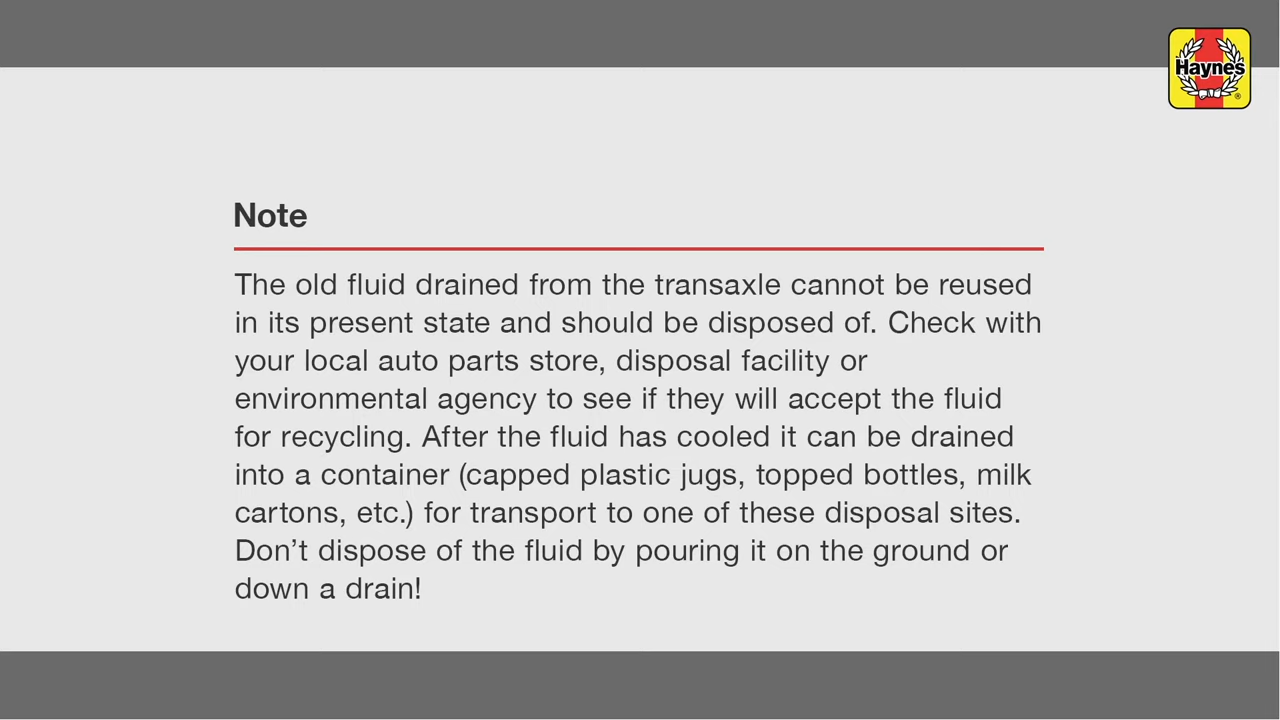 Haynes
®
Note
The old fluid drained from the transaxle cannot be reused
in its present state and should be disposed of. Check with
your local auto parts store, disposal facility or
environmental agency to see if they will accept the fluid
for recycling. After the fluid has cooled it can be drained
into a container (capped plastic jugs, topped bottles, milk
cartons, etc.) for transport to one of these disposal sites.
Don’t dispose of the fluid by pouring it on the ground or
down a drain!